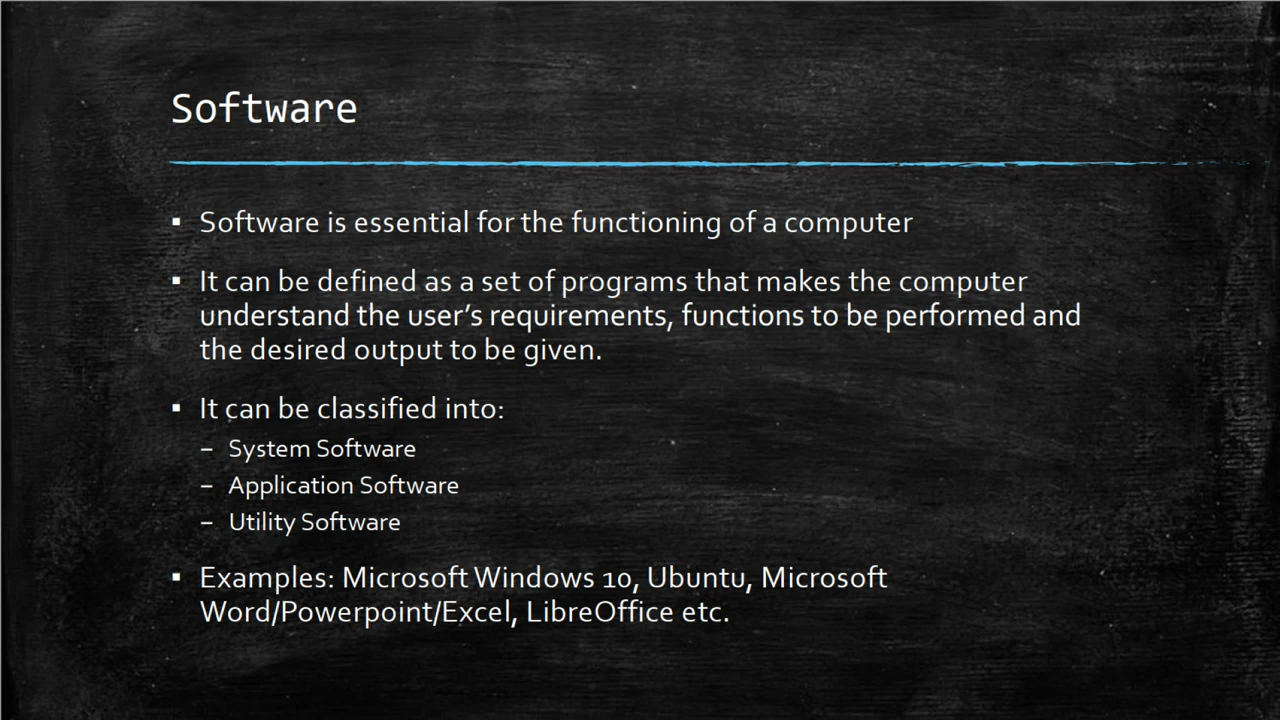 Software
▪ Software is essential for the functioning of a computer
▪ It can be defined as a set of programs that makes the computer
understand the user’s requirements, functions to be performed and
the desired output to be given.
▪ It can be classified into:
– System Software
– Application Software
– Utility Software
▪ Examples: Microsoft Windows 10, Ubuntu, Microsoft
Word/Powerpoint/Excel, LibreOffice etc.